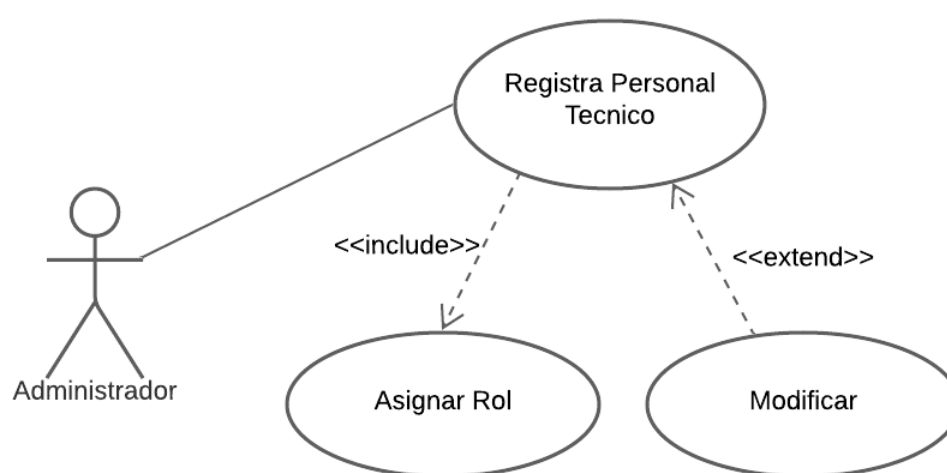 Registra Personal
Tecnico
<<include>>
<<extend>>
Administrador
Asignar Rol
Modificar